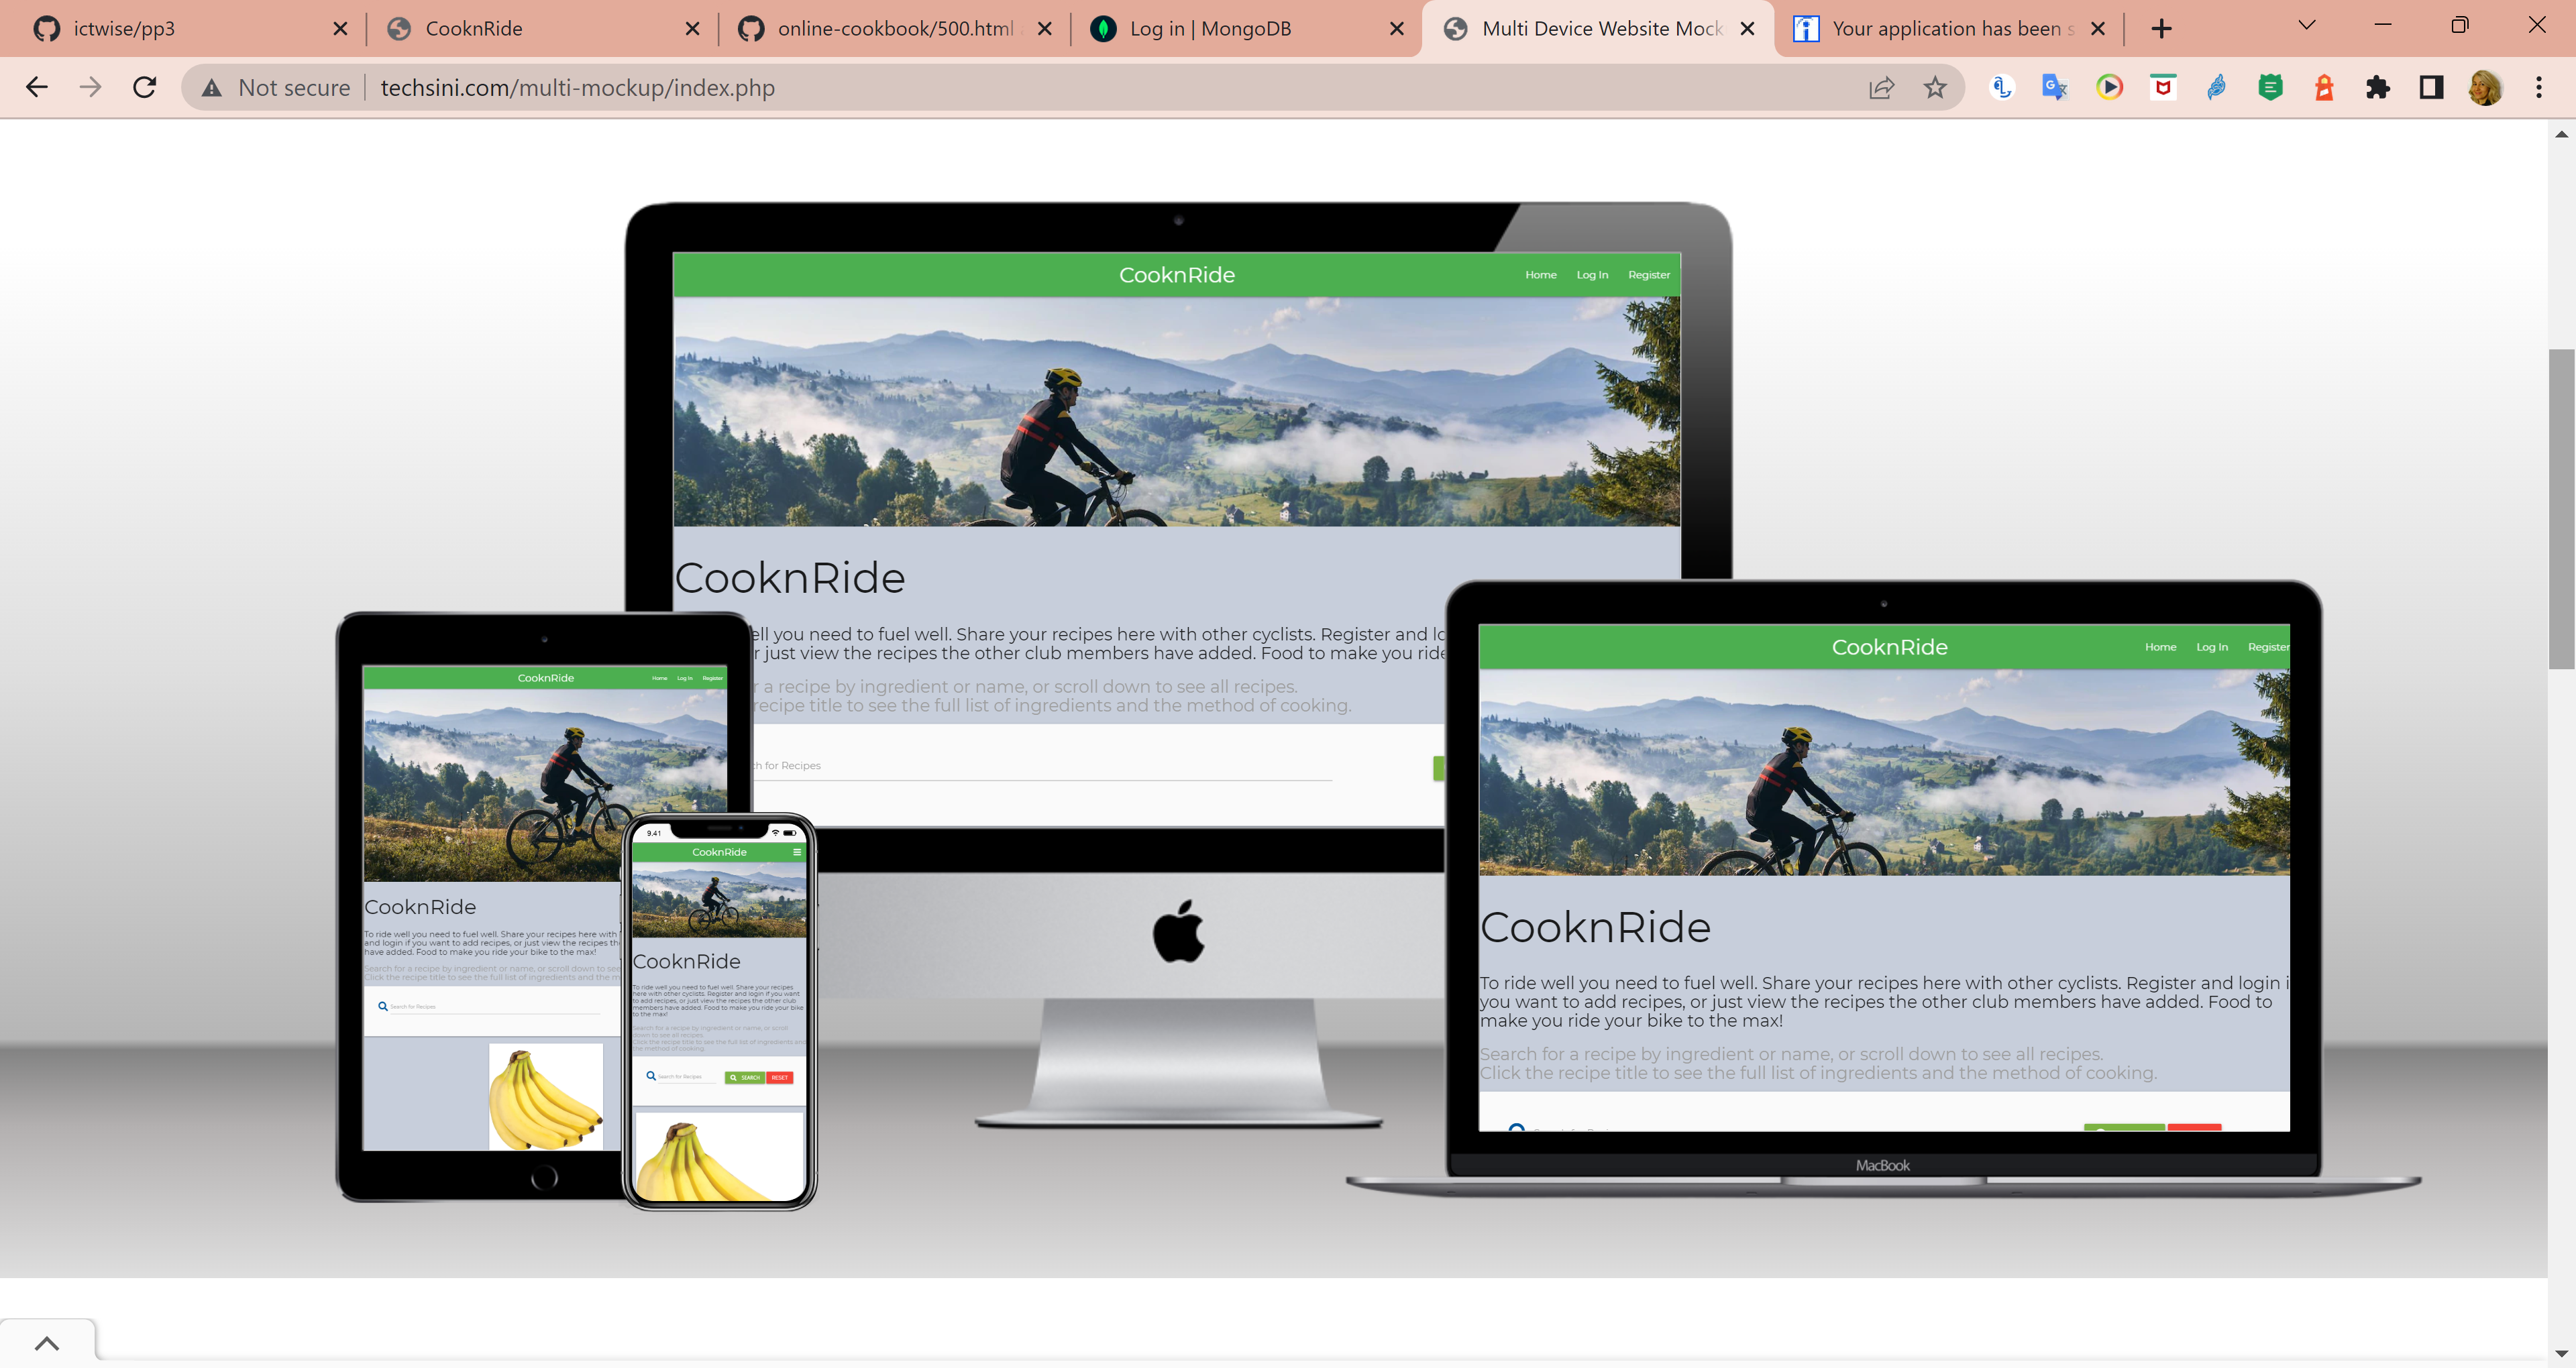 ictwise/pp3
CooknRide
online-cookbook/500.html
Log in | MongoDB
Multi Device Website Mock
Your application has been s
Not secure
techsini.com/multi-mockup/index.php
CooknRide
Home Log In Register
CooknRide
ell you need to fuel well. Share your recipes here with other cyclists. Register and lo
r just view the recipes the other club members have added. Food to make you ride
r a recipe by ingredient or name, or scroll down to see all recipes.
recipe title to see the full list of ingredients and the method of cooking.
ch for Recipes
CooknRide
Home Log In Register
CooknRide
To ride well you need to fuel well. Share your recipes here with
and login if you want to add recipes, or just view the recipes th
have added. Food to make you ride your bike to the max!
Search for a recipe by ingredient or name, or scroll down to see
Click the recipe title to see the full list of ingredients and the m
Search for Recipes
9.41
CooknRide
CooknRide
To ride well you need to fuel well. Share your recipes
here with other cyclists. Register and login if you want
to add recipes, or just view the recipes the other club
members have added. Food to make you ride your bike
to the max!
Search for a recipe by ingredient or name, or scroll
down to see all recipes.
Click the recipe title to see the full list of ingredients and
the method of cooking.
Search for Recipes
SEARCH RESET
CooknRide
Home Log In Register
CooknRide
To ride well you need to fuel well. Share your recipes here with other cyclists. Register and login i
you want to add recipes, or just view the recipes the other club members have added. Food to
make you ride your bike to the max!
Search for a recipe by ingredient or name, or scroll down to see all recipes.
Click the recipe title to see the full list of ingredients and the method of cooking.
MacBook